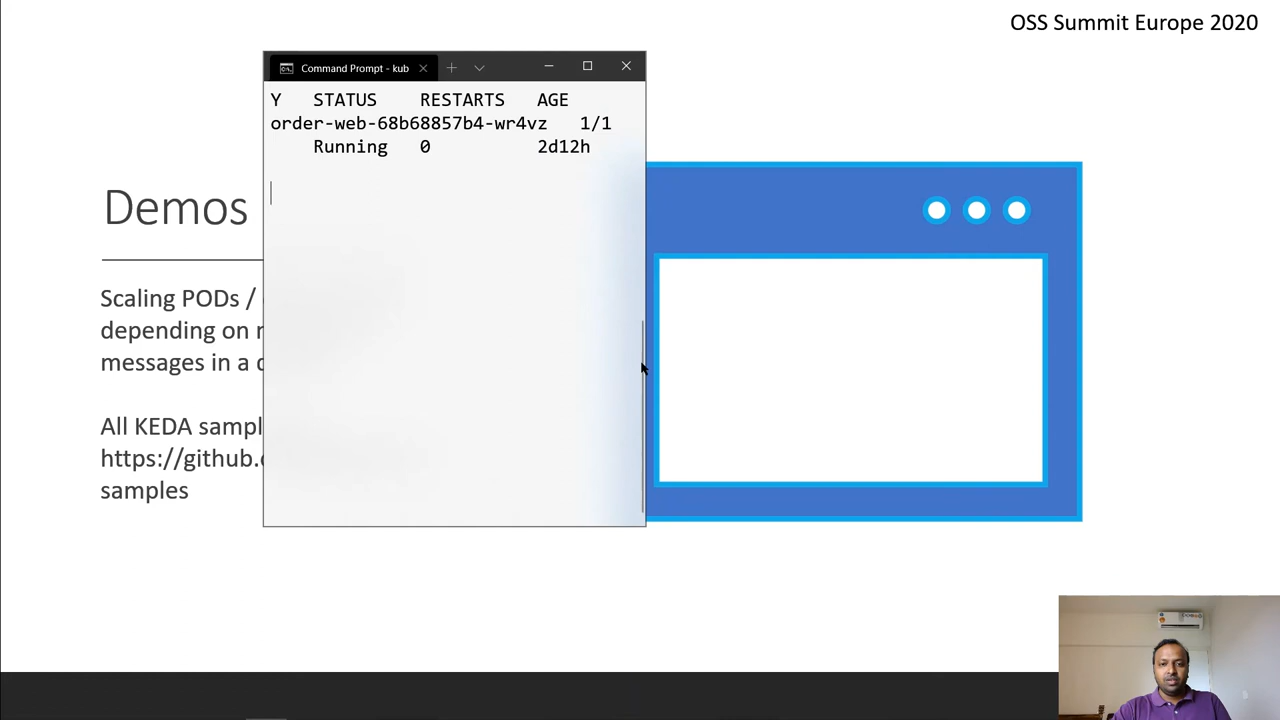 OSS Summit Europe 2020
Command Prompt - kub
Y STATUS RESTARTS AGE
order-web-68b68857b4-wr4vz 1/1
Running 0 2d12h
Demos
Scaling PODs /
depending on
messages in a
All KEDA
https://github.
samples